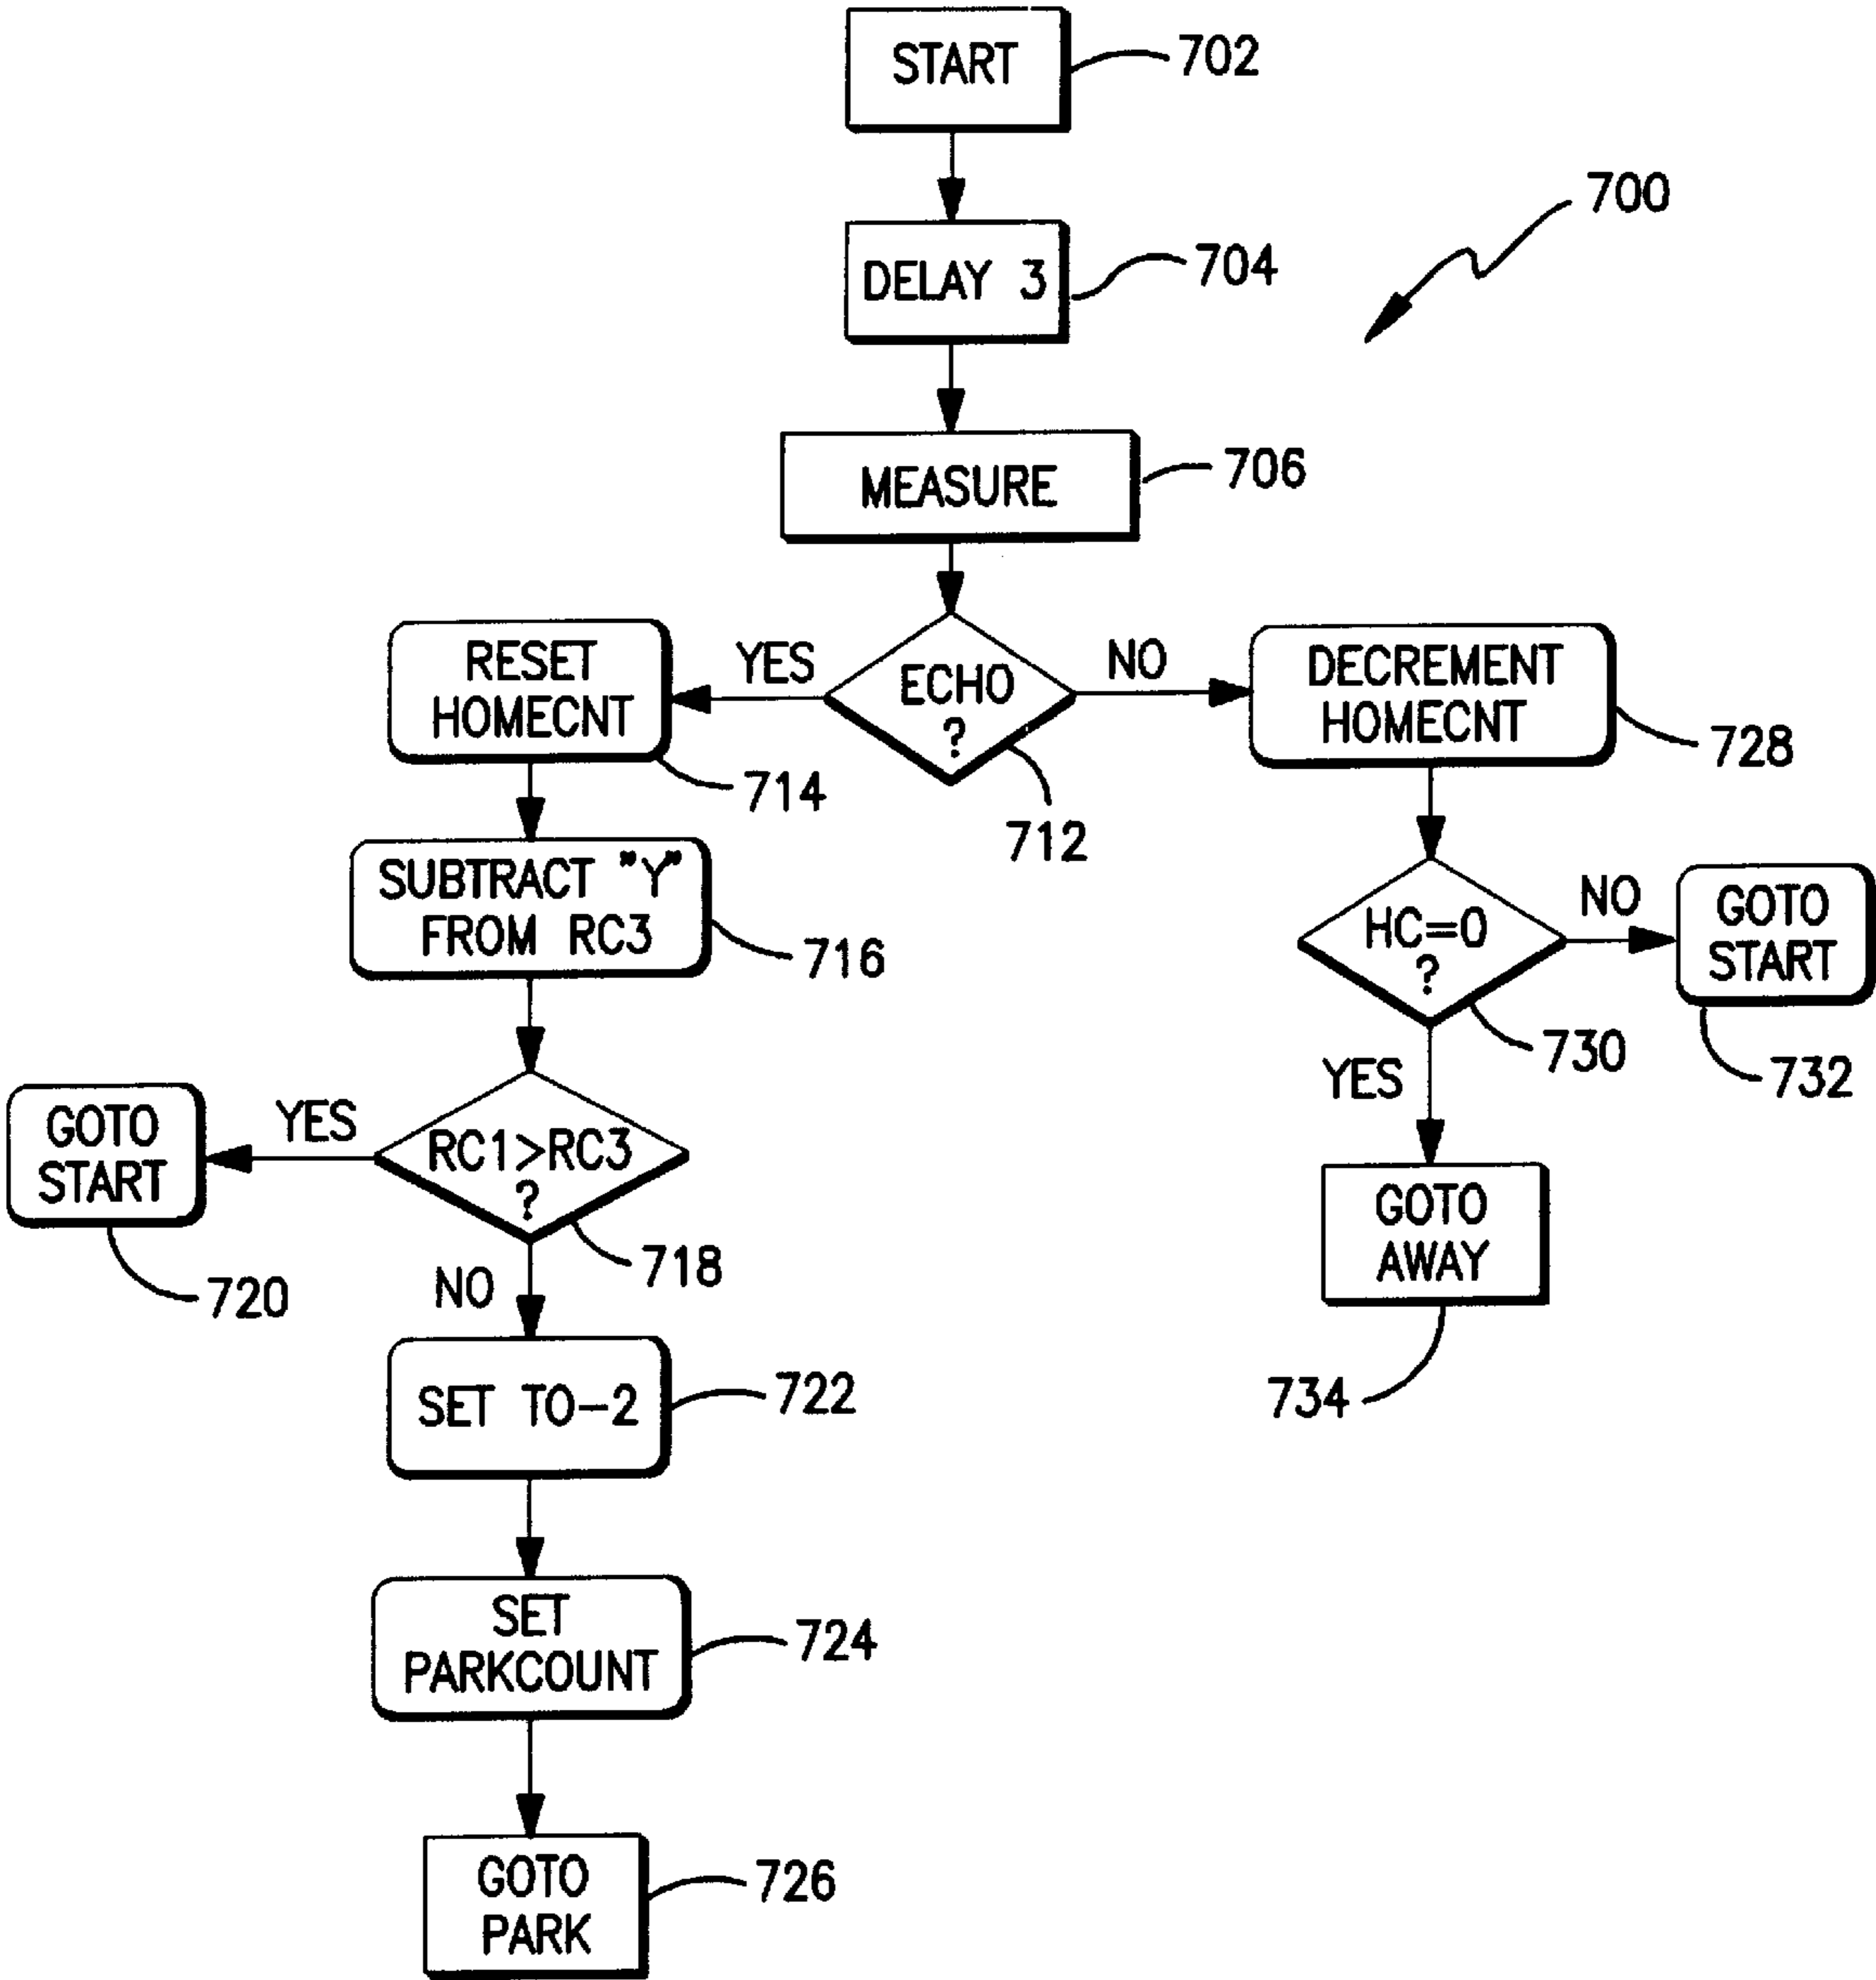 START
702
700
DELAY 3
704
MEASURE
706
RESET
HOMECNT
714
YES
ECHO
?
712
NO
DECREMENT
HOMECNT
728
SUBTRACT "Y"
FROM RC3
716
HC=0
?
730
NO
GOTO
START
732
YES
GOTO
AWAY
734
RC1>RC3
?
718
YES
GOTO
START
720
NO
SET TO-2
722
SET
PARKCOUNT
724
GOTO
PARK
726